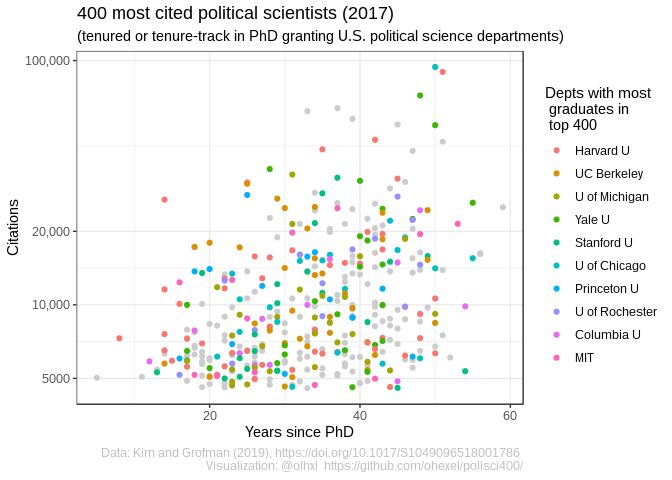 400 most cited political scientists (2017)
(tenured or tenure-track in PhD granting U.S. political science departments)
100,000
20,000
10,000
5000
Citations
20
40
60
Years since PhD
Depts with most
graduates in
top 400
Harvard U
UC Berkeley
U of Michigan
Yale U
Stanford U
U of Chicago
Princeton U
U of Rochester
Columbia U
MIT
Data: Kim and Grofman (2019), https://doi.org/10.1017/S1049096518001786
Visualization: @olhxl https://github.com/ohexel/polisci400/